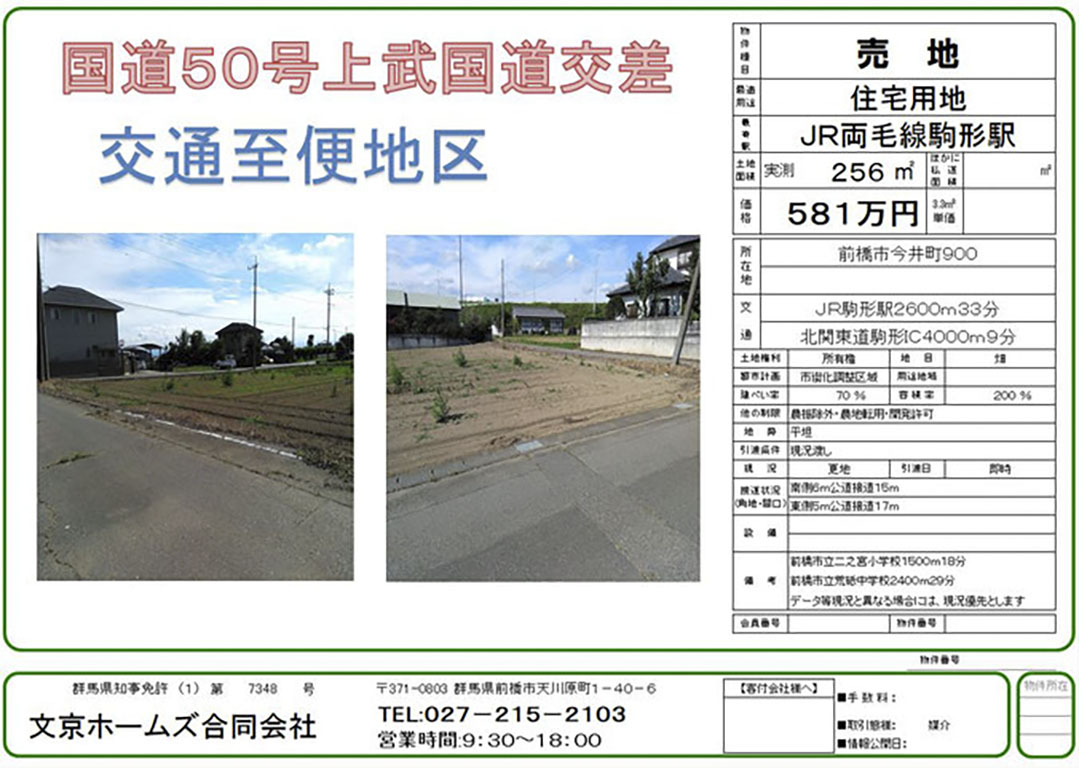 国道50号上武国道交差
交通至便地区
物件種目 売 地
最適用途 住宅用地
最寄駅 JR両毛線駒形駅
土地面積 実測 256 ㎡ ほかに私道面積 ㎡
価格 581万円 3.3㎡単価
所在地 前橋市今井町900
交通 JR駒形駅2600m33分
北関東道駒形IC4000m9分
土地権利 所有権 地目 畑
都市計画 市街化調整区域 用途地域
建ぺい率 70 % 容積率 200 %
他の制限 農振除外・農地転用・開発許可
地勢 平坦
引渡条件 現況渡し
現況 更地 引渡日 即時
接道状況(角地・間口) 南側6m公道接道15m
東側5m公道接道17m
設備
備考 前橋市立二之宮小学校1500m18分
前橋市立荒砥中学校2400m29分
データ等現況と異なる場合には、現況優先とします
会員番号 物件番号
物件番号
群馬県知事免許（1）第 7348 号
文京ホームズ合同会社
〒371-0803 群馬県前橋市天川原町1-40-6
TEL:027-215-2103
営業時間:9:30～18:00
【客付会社様へ】
■手数料：
■取引態様： 媒介
■情報公開日：
物件所在